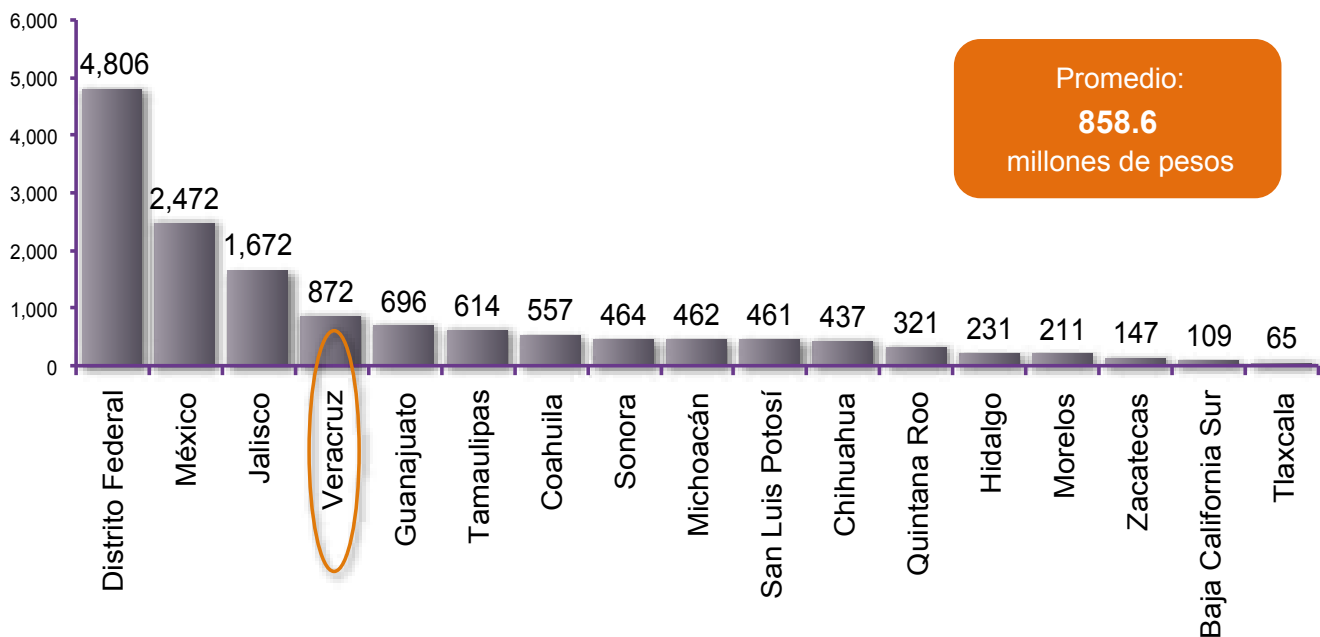 6,000
5,000
4,000
3,000
2,000
1,000
0
4,806
2,472
1,672
872
696
614
557
464
462
461
437
321
231
211
147
109
65
Promedio:
858.6
millones de pesos
Distrito Federal
México
Jalisco
Veracruz
Guanajuato
Tamaulipas
Coahuila
Sonora
Michoacán
San Luis Potosí
Chihuahua
Quintana Roo
Hidalgo
Morelos
Zacatecas
Baja California Sur
Tlaxcala